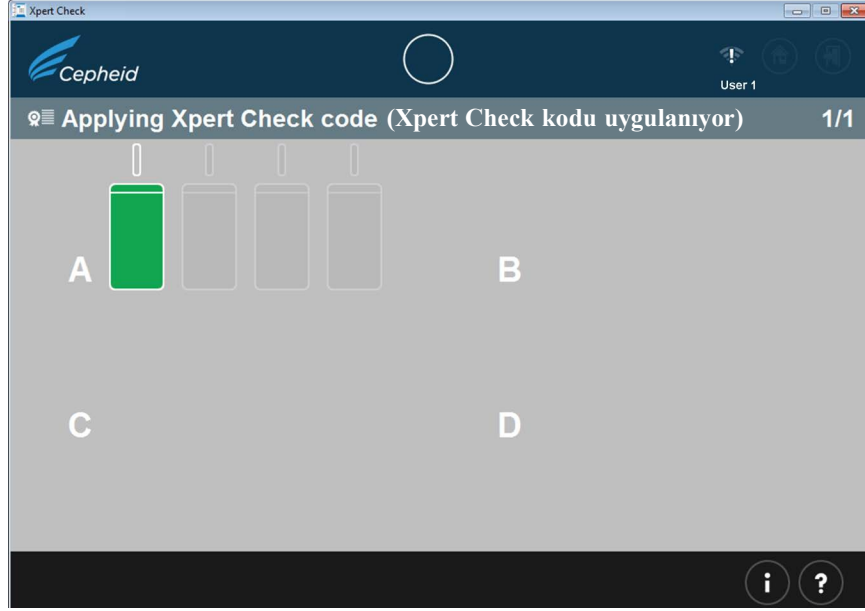 Xpert Check
Cepheid
User 1
Applying Xpert Check code (Xpert Check kodu uygulanıyor) 1/1
A
B
C
D
i ?